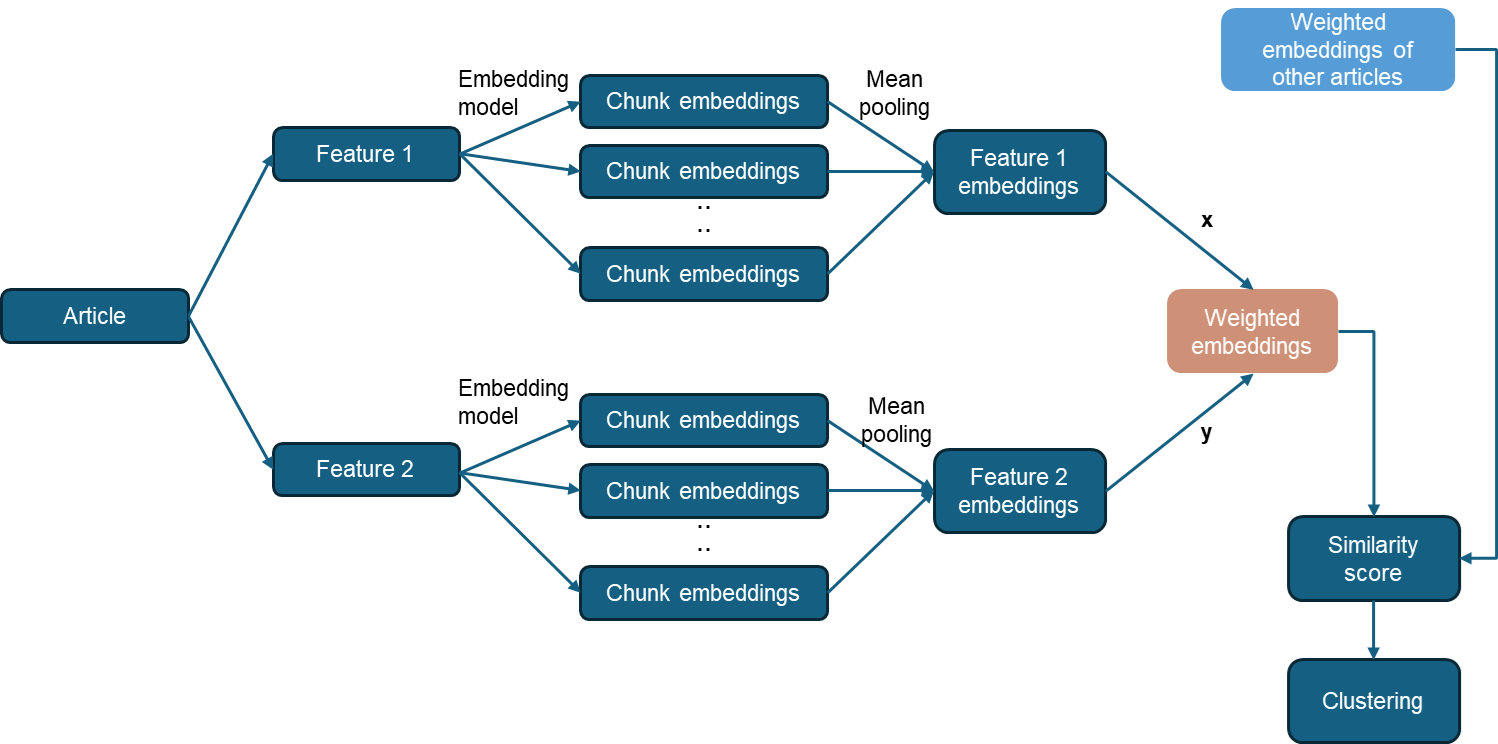 Weighted
embeddings of
other articles
Embedding
model
Chunk embeddings
Mean
pooling
Feature 1
Chunk embeddings
..
..
Chunk embeddings
Feature 1
embeddings
x
Article
Weighted
embeddings
Embedding
model
Chunk embeddings
Mean
pooling
Feature 2
Chunk embeddings
..
..
Chunk embeddings
Feature 2
embeddings
y
Similarity
score
Clustering